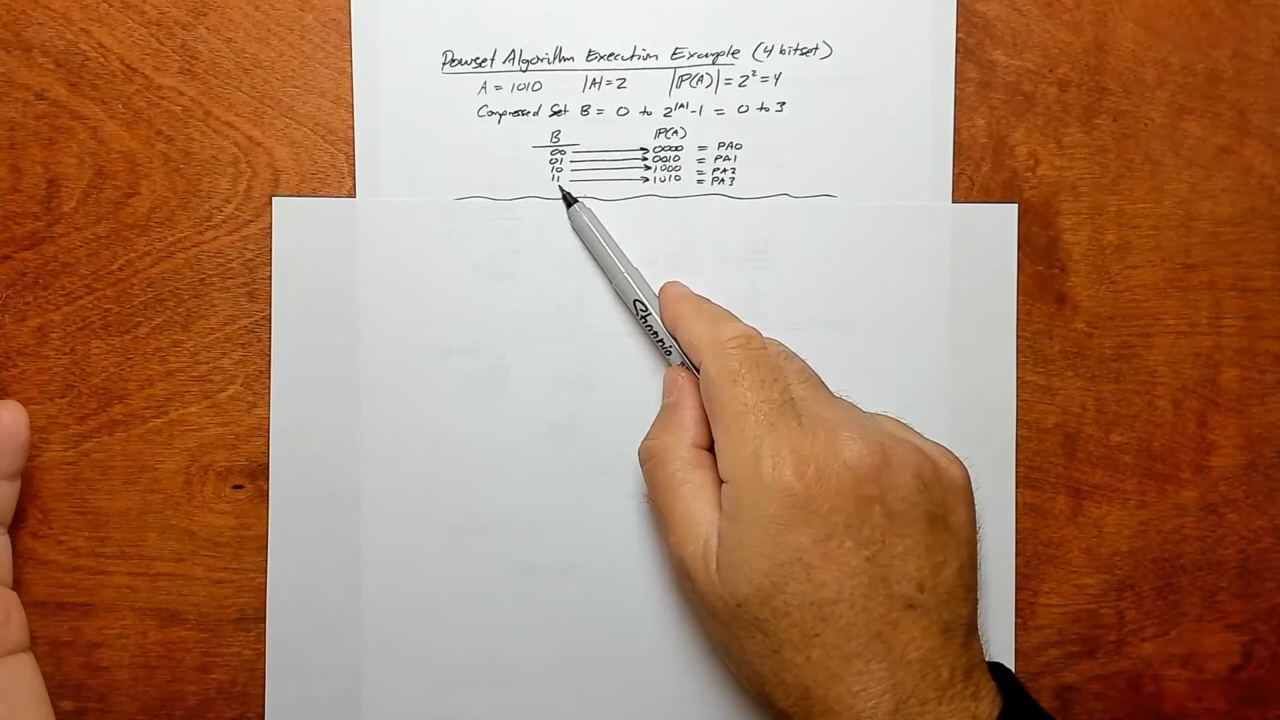 Powset Algorithm Execution Example (4 bitset)
A = 1010 |A| = 2 |P(A)| = 2² = 4
Compressed Set B = 0 to 2^|A| - 1 = 0 to 3
B P(A)
00 → 0000 = PA0
01 → 0010 = PA1
10 → 1000 = PA2
11 → 1010 = PA3
Sharpie